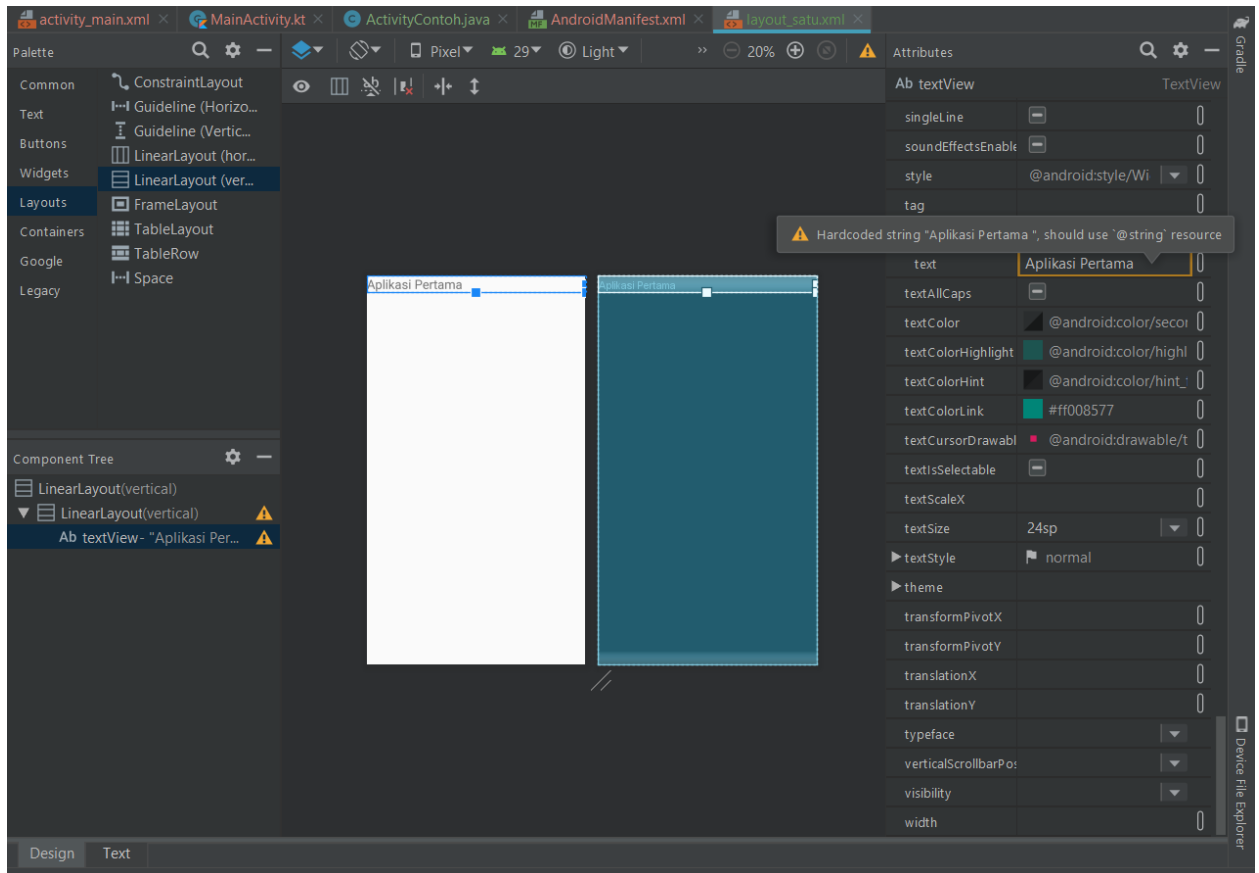 activity_main.xml MainActivity.kt ActivityContoh.java AndroidManifest.xml layout_satu.xml
Palette
Common
Text
Buttons
Widgets
Layouts
Containers
Google
Legacy
ConstraintLayout
Guideline (Horizo...
Guideline (Vertic...
LinearLayout (hor...
LinearLayout (ver...
FrameLayout
TableLayout
TableRow
Space
Component Tree
LinearLayout(vertical)
LinearLayout(vertical)
Ab textView- "Aplikasi Per...
Pixel 29 Light » 20%
Aplikasi Pertama
Aplikasi Pertama
Attributes
Ab textView TextView
singleLine
soundEffectsEnable
style @android:style/Wi
tag
Hardcoded string "Aplikasi Pertama ", should use `@string` resource
text Aplikasi Pertama
textAllCaps
textColor @android:color/secor
textColorHighlight @android:color/highl
textColorHint @android:color/hint_
textColorLink #ff008577
textCursorDrawabl @android:drawable/t
textIsSelectable
textScaleX
textSize 24sp
textStyle normal
theme
transformPivotX
transformPivotY
translationX
translationY
typeface
verticalScrollbarPos
visibility
width
Gradle
Device File Explorer
Design Text